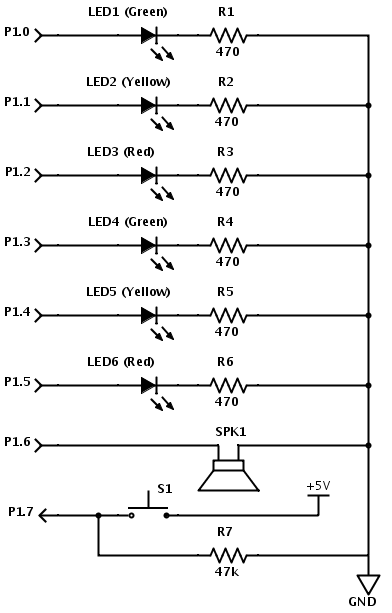 LED1 (Green) R1
P1.0
470
LED2 (Yellow) R2
P1.1
470
LED3 (Red) R3
P1.2
470
LED4 (Green) R4
P1.3
470
LED5 (Yellow) R5
P1.4
470
LED6 (Red) R6
P1.5
470
SPK1
P1.6
S1 +5V
P1.7
R7
47k
GND